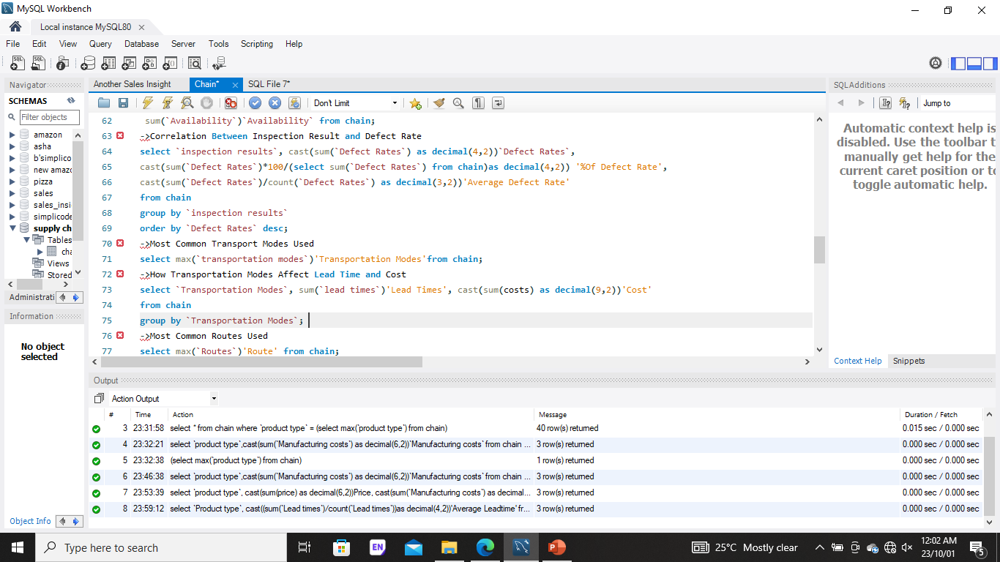 MySQL Workbench
Local instance MySQL80
File Edit View Query Database Server Tools Scripting Help
Navigator
SCHEMAS
Filter objects
amazon
asha
b'simplico
new amazo
pizza
sales
sales_insi
simplicode
supply ch
Tables
cha
Views
Stored
Administrati
Information
No object
selected
Object Info
Another Sales Insight Chain* SQL File 7*
Don't Limit
62 sum(`Availability`)`Availability` from chain;
63 ->Correlation Between Inspection Result and Defect Rate
64 select `inspection results`, cast(sum(`Defect Rates`) as decimal(4,2))`Defect Rates`,
65 cast(sum(`Defect Rates`)*100/(select sum(`Defect Rates`) from chain)as decimal(4,2)) '%Of Defect Rate',
66 cast(sum(`Defect Rates`)/count(`Defect Rates`) as decimal(3,2))'Average Defect Rate'
67 from chain
68 group by `inspection results`
69 order by `Defect Rates` desc;
70 ->Most Common Transport Modes Used
71 select max(`transportation modes`)'Transportation Modes'from chain;
72 ->How Transportation Modes Affect Lead Time and Cost
73 select `Transportation Modes`, sum(`lead times`)'Lead Times', cast(sum(costs) as decimal(9,2))'Cost'
74 from chain
75 group by `Transportation Modes`;
76 ->Most Common Routes Used
77 select max(`Routes`)'Route' from chain;
SQLAdditions
Jump to
Automatic context help is
disabled. Use the toolbar t
manually get help for the
current caret position or to
toggle automatic help.
Context Help Snippets
Output
Action Output
# Time Action Message Duration / Fetch
3 23:31:58 select * from chain where `product type` = (select max(`product type`) from chain) 40 row(s) returned 0.015 sec / 0.000 sec
4 23:32:21 select `product type`,cast(sum(`Manufacturing costs`) as decimal(6,2))`Manufacturing costs` from chain ... 3 row(s) returned 0.000 sec / 0.000 sec
5 23:32:38 (select max(`product type`) from chain) 1 row(s) returned 0.000 sec / 0.000 sec
6 23:46:38 select `product type`,cast(sum(`Manufacturing costs`) as decimal(6,2))`Manufacturing costs` from chain ... 3 row(s) returned 0.000 sec / 0.000 sec
7 23:53:39 select `product type`, cast(sum(price) as decimal(6,2))Price, cast(sum(`Manufacturing costs`) as decimal... 3 row(s) returned 0.000 sec / 0.000 sec
8 23:59:12 select `Product type`, cast((sum(`Lead times`)/count(`Lead times`))as decimal(4,2))'Average Leadtime' fr... 3 row(s) returned 0.000 sec / 0.000 sec
Type here to search
EN
25°C Mostly clear
12:02 AM
23/10/01
5